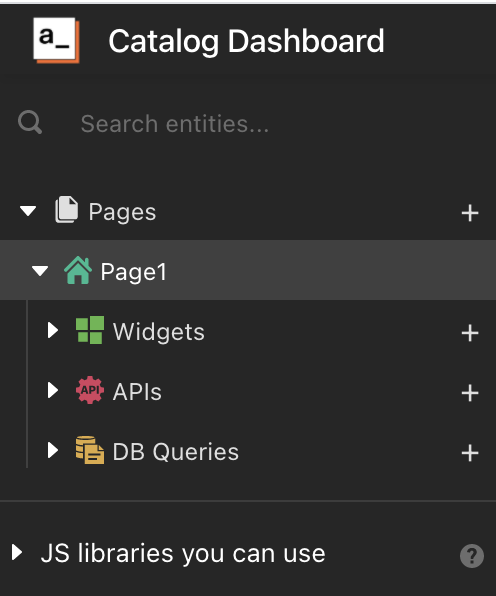 a_ Catalog Dashboard
Search entities...
Pages +
Page1
Widgets +
API APIs +
DB Queries +
JS libraries you can use ?